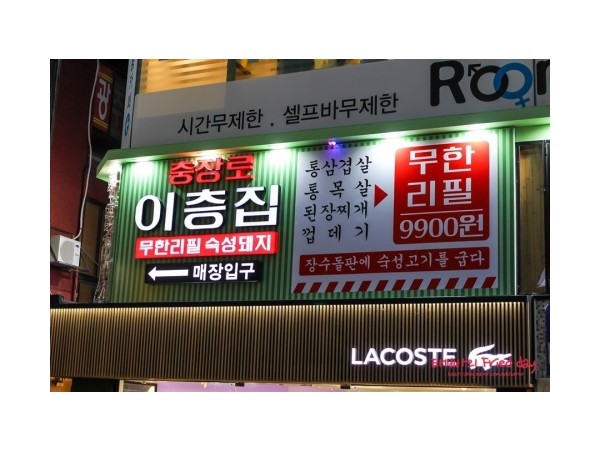 광
ROOM
시간무제한 . 셀프바무제한
충장로
이층집
무한리필 숙성돼지
매장입구
통삼겹살
통목살
된장찌개
껍데기
무한
리필
9900원
장수돌판에 숙성고기를 굽다
LACOSTE